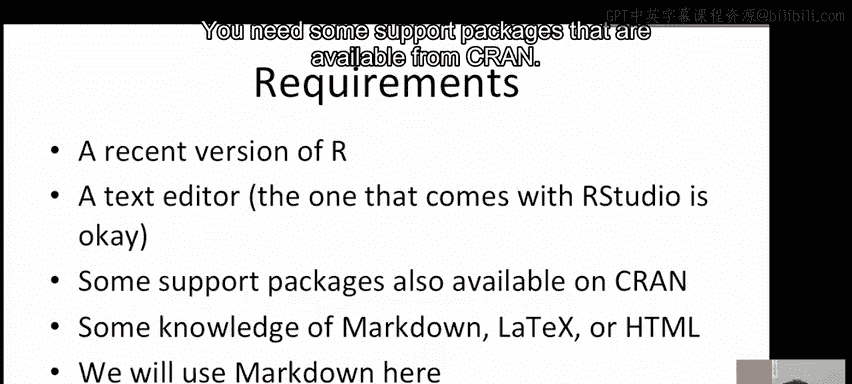 GPT中英字幕课程资源@bilibili.com
You need some support packages that are
available from CRAN.
Requirements
• A recent version of R
• A text editor (the one that comes with RStudio is
okay)
• Some support packages also available on CRAN
• Some knowledge of Markdown, LaTeX, or HTML
• We will use Markdown here